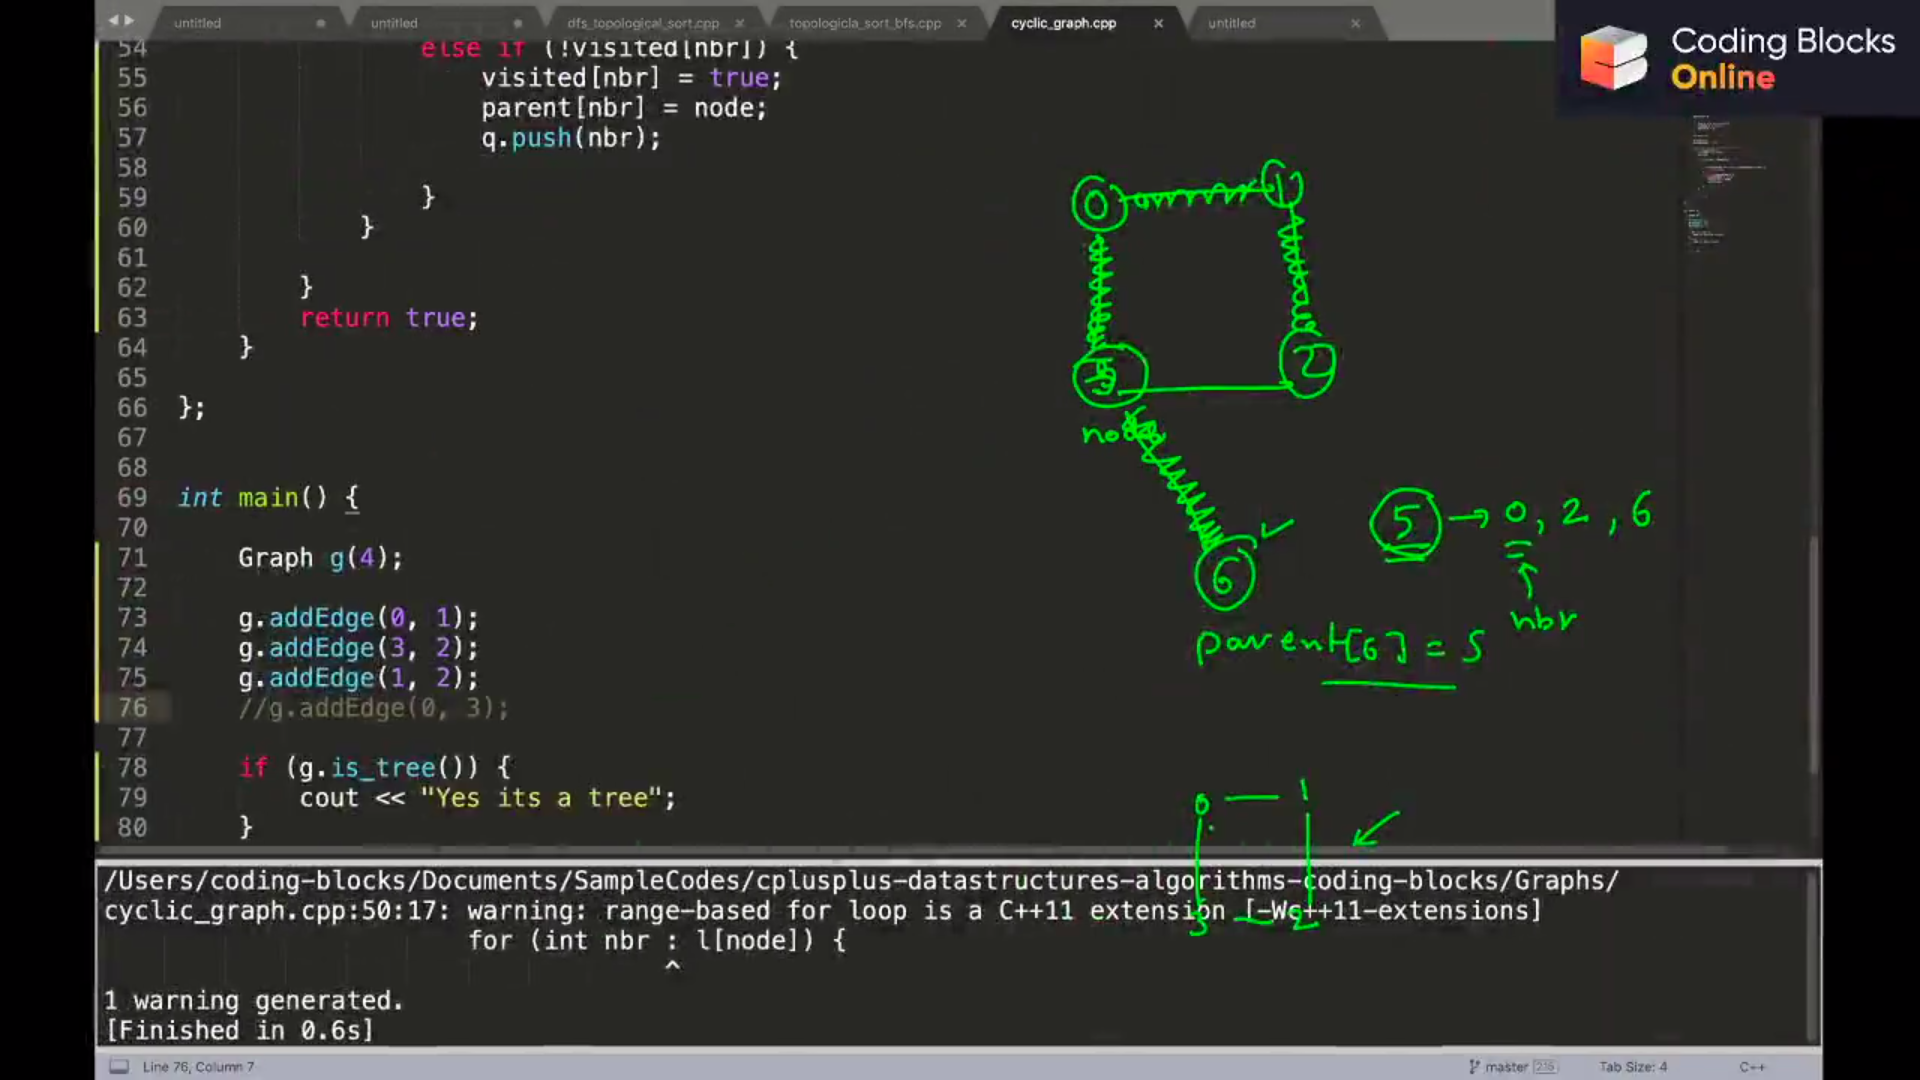 untitled
untitled
dfs_topological_sort.cpp
topologicla_sort_bfs.cpp
cyclic_graph.cpp
untitled
Coding Blocks
Online
54 else if (!visited[nbr]) {
55 visited[nbr] = true;
56 parent[nbr] = node;
57 q.push(nbr);
58
59 }
60 }
61
62 }
63 return true;
64 }
65
66 };
67
68
69 int main() {
70
71 Graph g(4);
72
73 g.addEdge(0, 1);
74 g.addEdge(3, 2);
75 g.addEdge(1, 2);
76 //g.addEdge(0, 3);
77
78 if (g.is_tree()) {
79 cout << "Yes its a tree";
80 }
0 1
2
node
5 → 0, 2, 6
6
nbr
parent[6] = 5
0 1
3 2
/Users/coding-blocks/Documents/SampleCodes/cplusplus-datastructures-algorithms-coding-blocks/Graphs/
cyclic_graph.cpp:50:17: warning: range-based for loop is a C++11 extension [-Wc++11-extensions]
for (int nbr : l[node]) {
^
1 warning generated.
[Finished in 0.6s]
Line 76, Column 7
master
Tab Size: 4
C++